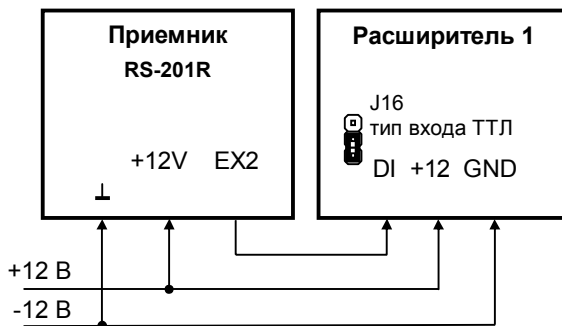 Приемник
RS-201R
+12V EX2
Расширитель 1
J16
тип входа ТТЛ
DI +12 GND
+12 В
-12 В